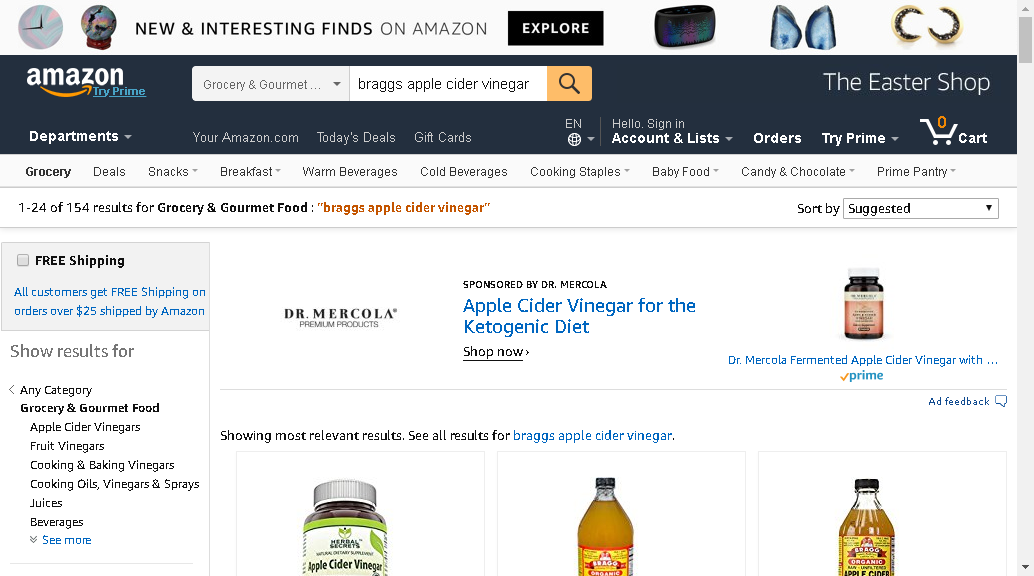 NEW & INTERESTING FINDS ON AMAZON EXPLORE
amazon Try Prime
Grocery & Gourmet ... braggs apple cider vinegar
The Easter Shop
Departments Your Amazon.com Today's Deals Gift Cards
EN
Hello. Sign in
Account & Lists Orders Try Prime 0 Cart
Grocery Deals Snacks Breakfast Warm Beverages Cold Beverages Cooking Staples Baby Food Candy & Chocolate Prime Pantry
1-24 of 154 results for Grocery & Gourmet Food : "braggs apple cider vinegar"
Sort by Suggested
FREE Shipping
All customers get FREE Shipping on
orders over $25 shipped by Amazon
Show results for
Any Category
Grocery & Gourmet Food
Apple Cider Vinegars
Fruit Vinegars
Cooking & Baking Vinegars
Cooking Oils, Vinegars & Sprays
Juices
Beverages
See more
DR. MERCOLA®
PREMIUM PRODUCTS
SPONSORED BY DR. MERCOLA
Apple Cider Vinegar for the
Ketogenic Diet
Shop now ›
DR. MERCOLA
Dr. Mercola Fermented Apple Cider Vinegar with ...
prime
Ad feedback
Showing most relevant results. See all results for braggs apple cider vinegar.
HERBAL
SECRETS
NATURAL DIETARY SUPPLEMENT
Apple Cider Vinegar
BRAGG
ORGANIC
BRAGG
ORGANIC
RAW - UNFILTERED
APPLE CIDER